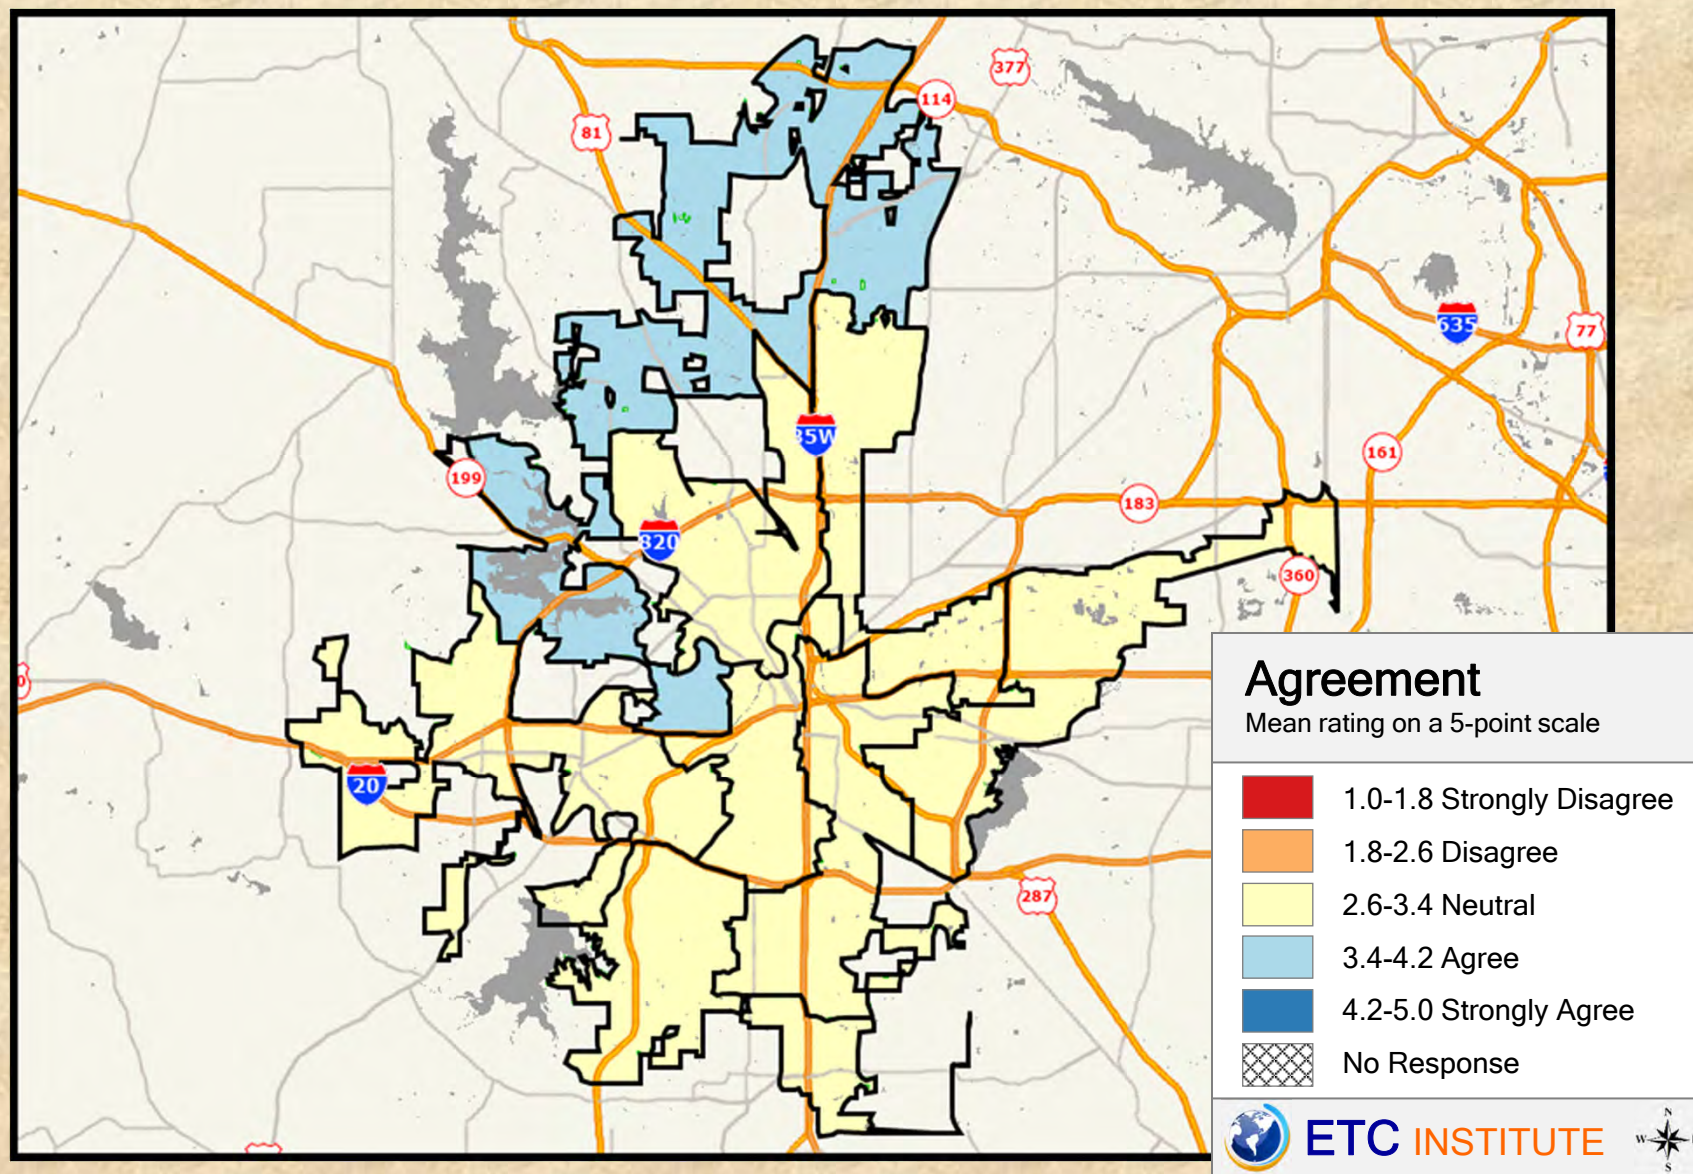 377
114
81
635
77
35W
199
161
183
820
360
20
287
Agreement
Mean rating on a 5-point scale
1.0-1.8 Strongly Disagree
1.8-2.6 Disagree
2.6-3.4 Neutral
3.4-4.2 Agree
4.2-5.0 Strongly Agree
No Response
ETC INSTITUTE
N
W
S